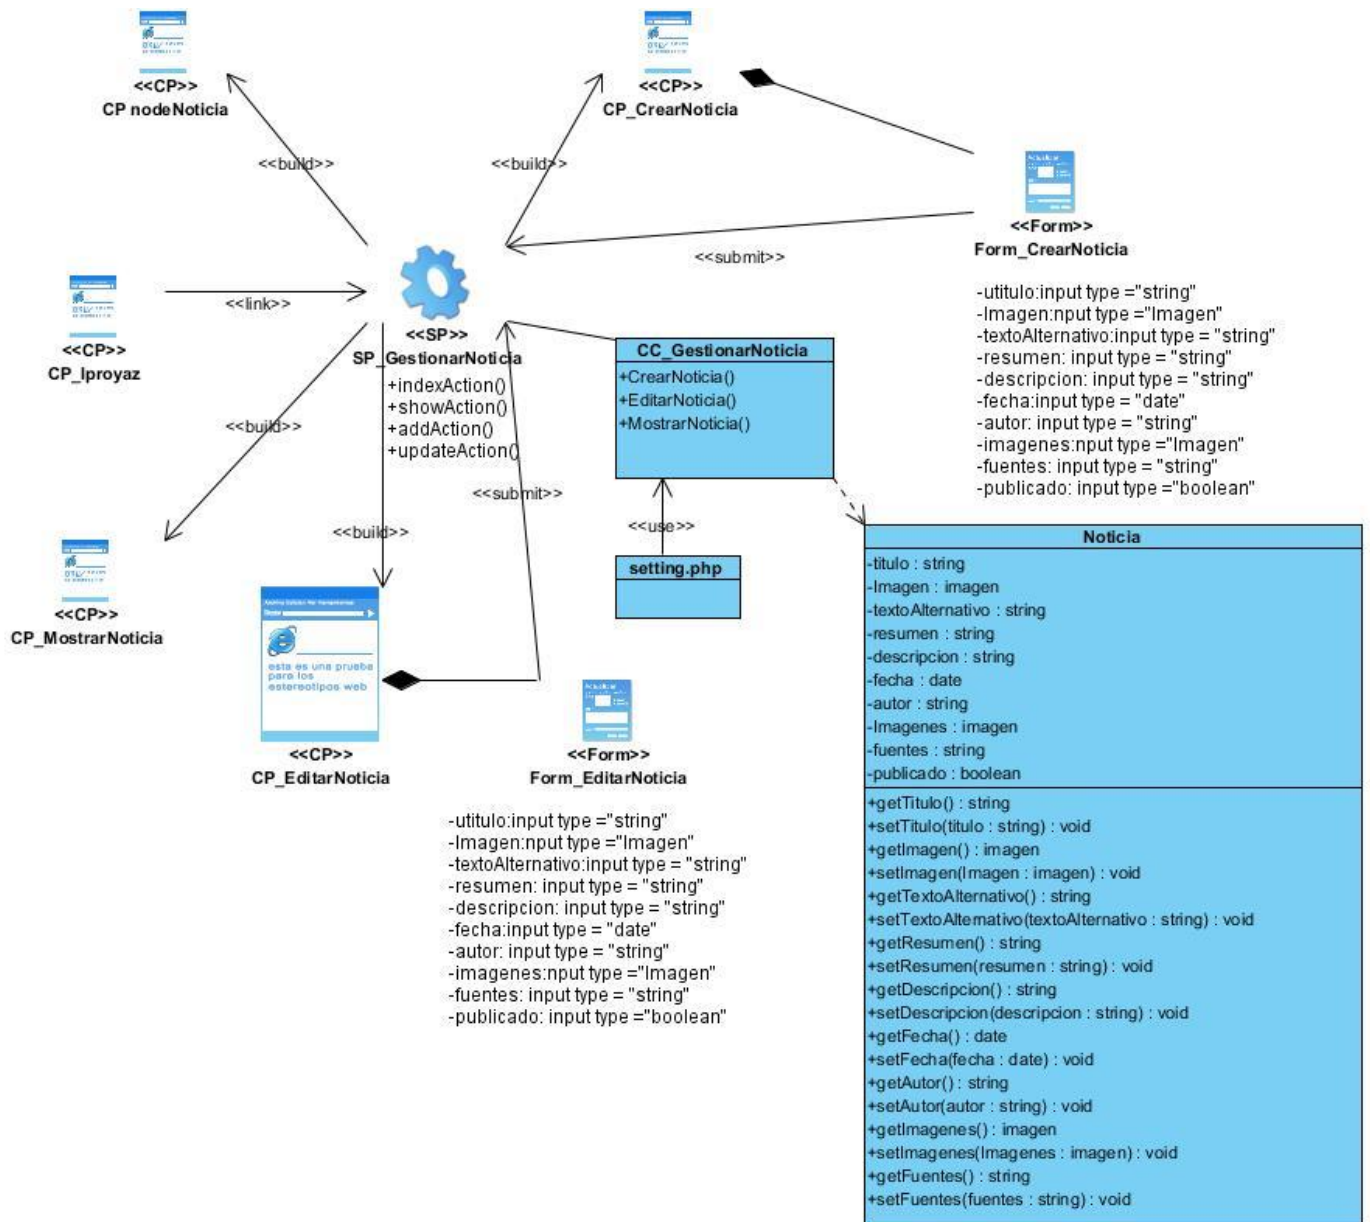 <<CP>>
CP nodeNoticia
<<CP>>
CP_CrearNoticia
<<build>>
<<build>>
<<Form>>
Form_CrearNoticia
<<submit>>
-utitulo:input type ="string"
-Imagen:nput type ="Imagen"
-textoAlternativo:input type = "string"
-resumen: input type = "string"
-descripcion: input type = "string"
-fecha:input type = "date"
-autor: input type = "string"
-imagenes:nput type ="Imagen"
-fuentes: input type = "string"
-publicado: input type ="boolean"
<<link>>
<<CP>>
CP_Iproyaz
<<SP>>
SP_GestionarNoticia
+indexAction()
+showAction()
+addAction()
+updateAction()
CC_GestionarNoticia
+CrearNoticia()
+EditarNoticia()
+MostrarNoticia()
<<build>>
<<submit>>
<<build>>
<<use>>
setting.php
<<CP>>
CP_MostrarNoticia
esta es una prueba
para los
estereotipos web
<<CP>>
CP_EditarNoticia
<<Form>>
Form_EditarNoticia
-utitulo:input type ="string"
-Imagen:nput type ="Imagen"
-textoAlternativo:input type = "string"
-resumen: input type = "string"
-descripcion: input type = "string"
-fecha:input type = "date"
-autor: input type = "string"
-imagenes:nput type ="Imagen"
-fuentes: input type = "string"
-publicado: input type ="boolean"
Noticia
-titulo : string
-Imagen : imagen
-textoAlternativo : string
-resumen : string
-descripcion : string
-fecha : date
-autor : string
-Imagenes : imagen
-fuentes : string
-publicado : boolean
+getTitulo() : string
+setTitulo(titulo : string) : void
+getImagen() : imagen
+setImagen(Imagen : imagen) : void
+getTextoAlternativo() : string
+setTextoAlternativo(textoAlternativo : string) : void
+getResumen() : string
+setResumen(resumen : string) : void
+getDescripcion() : string
+setDescripcion(descripcion : string) : void
+getFecha() : date
+setFecha(fecha : date) : void
+getAutor() : string
+setAutor(autor : string) : void
+getImagenes() : imagen
+setImagenes(Imagenes : imagen) : void
+getFuentes() : string
+setFuentes(fuentes : string) : void